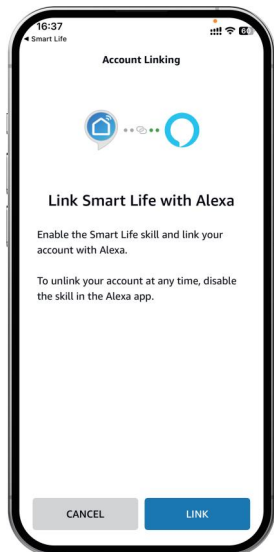 16:37
60
Smart Life
Account Linking
Link Smart Life with Alexa
Enable the Smart Life skill and link your
account with Alexa.
To unlink your account at any time, disable
the skill in the Alexa app.
CANCEL
LINK